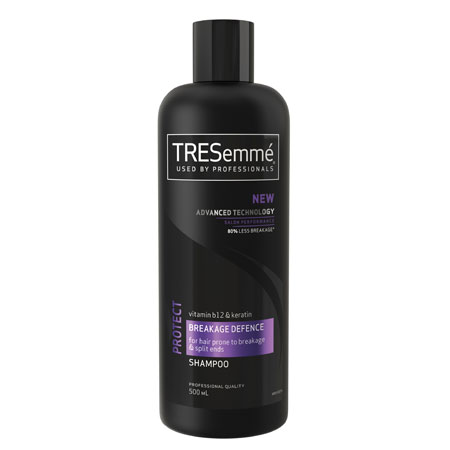 TRESemmé
USED BY PROFESSIONALS
NEW
ADVANCED TECHNOLOGY
SALON PERFORMANCE
80% LESS BREAKAGE*
PROTECT
vitamin b12 & keratin
BREAKAGE DEFENCE
for hair prone to breakage
& split ends
SHAMPOO
PROFESSIONAL QUALITY
500 mL